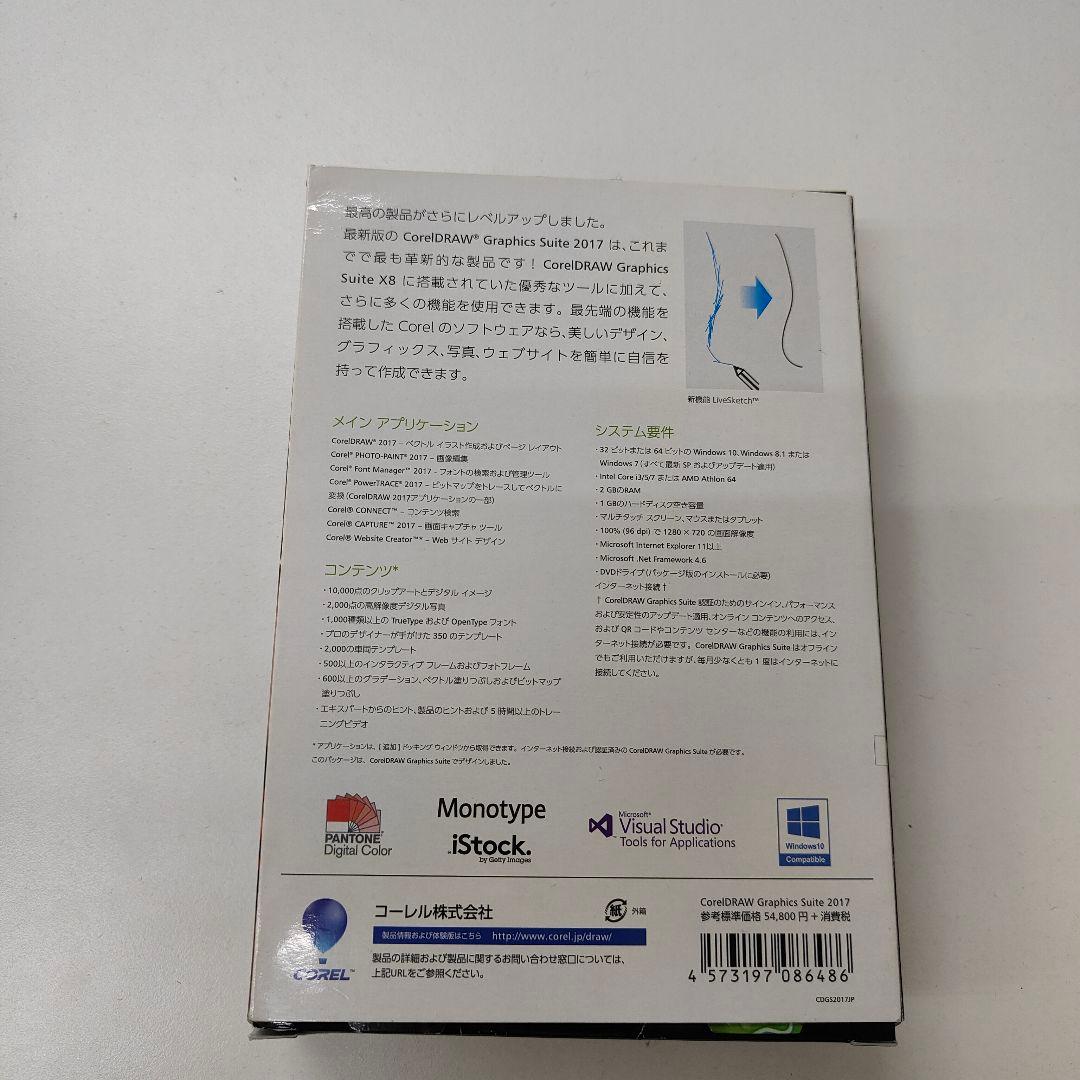 最高の製品がさらにレベルアップしました。
最新版の CorelDRAW® Graphics Suite 2017 は、これま
でで最も革新的な製品です！CorelDRAW Graphics
Suite X8 に搭載されていた優秀なツールに加えて、
さらに多くの機能を使用できます。最先端の機能を
搭載した Corel のソフトウェアなら、美しいデザイン、
グラフィックス、写真、ウェブサイトを簡単に自信を
持って作成できます。
新機能 LiveSketch™
メイン アプリケーション
CorelDRAW® 2017 – ベクトル イラスト作成およびページ レイアウト
Corel® PHOTO-PAINT® 2017 – 画像編集
Corel® Font Manager™ 2017 - フォントの検索および管理ツール
Corel® PowerTRACE® 2017 – ビットマップをトレースしてベクトルに
変換（CorelDRAW 2017アプリケーションの一部）
Corel® CONNECT™ – コンテンツ検索
Corel® CAPTURE™ 2017 – 画面キャプチャ ツール
Corel® Website Creator™* – Web サイト デザイン
コンテンツ*
・10,000点のクリップアートとデジタル イメージ
・2,000点の高解像度デジタル写真
・1,000種類以上の TrueType および OpenType フォント
・プロのデザイナーが手がけた 350 のテンプレート
・2,000の車両テンプレート
・500以上のインタラクティブ フレームおよびフォトフレーム
・600以上のグラデーション、ベクトル塗りつぶしおよびビットマップ
塗りつぶし
・エキスパートからのヒント、製品のヒントおよび 5 時間以上のトレー
ニングビデオ
システム要件
・32 ビットまたは 64 ビットの Windows 10、Windows 8.1 または
Windows 7（すべて最新 SP およびアップデート適用）
・Intel Core i3/5/7 または AMD Athlon 64
・2 GBのRAM
・1 GBのハードディスク空き容量
・マルチタッチ スクリーン、マウスまたはタブレット
・100% (96 dpi) で 1280 × 720 の画面解像度
・Microsoft Internet Explorer 11以上
・Microsoft .Net Framework 4.6
・DVDドライブ（パッケージ版のインストールに必要）
インターネット接続 †
† CorelDRAW Graphics Suite 認証のためのサインイン、パフォーマンス
および安定性のアップデート適用、オンライン コンテンツへのアクセス、
および QR コードやコンテンツ センターなどの機能の利用には、イン
ターネット接続が必要です。CorelDRAW Graphics Suite はオフライン
でもご利用いただけますが、毎月少なくとも 1 度はインターネットに
接続してください。
* アプリケーションは、[ 追加 ] ドッキング ウィンドウから取得できます。インターネット接続および認証済みの CorelDRAW Graphics Suite が必要です。
このパッケージは、CorelDRAW Graphics Suite でデザインしました。
PANTONE®
Digital Color
Monotype
iStock.™
by Getty Images
Microsoft®
Visual Studio®
Tools for Applications
Windows10
Compatible
COREL™
コーレル株式会社
紙 外箱
製品情報および体験版はこちら http://www.corel.jp/draw/
製品の詳細および製品に関するお問い合わせ窓口については、
上記URLをご参照ください。
CorelDRAW Graphics Suite 2017
参考標準価格 54,800 円 + 消費税
4 573197 086486
CDGS2017JP